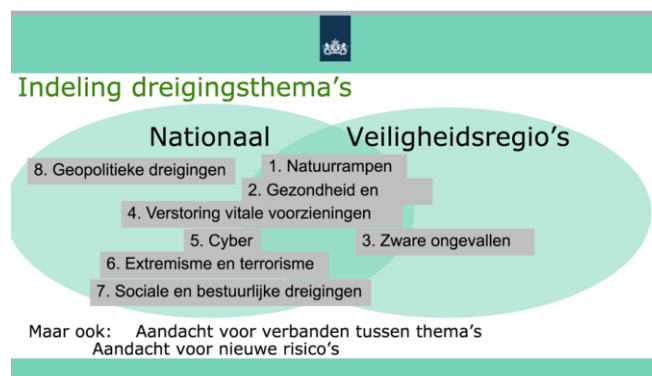 Indeling dreigingsthema's
Nationaal
Veiligheidsregio's
8. Geopolitieke dreigingen
1. Natuurrampen
2. Gezondheid en
4. Verstoring vitale voorzieningen
5. Cyber
3. Zware ongevallen
6. Extremisme en terrorisme
7. Sociale en bestuurlijke dreigingen
Maar ook: Aandacht voor verbanden tussen thema's
Aandacht voor nieuwe risico's